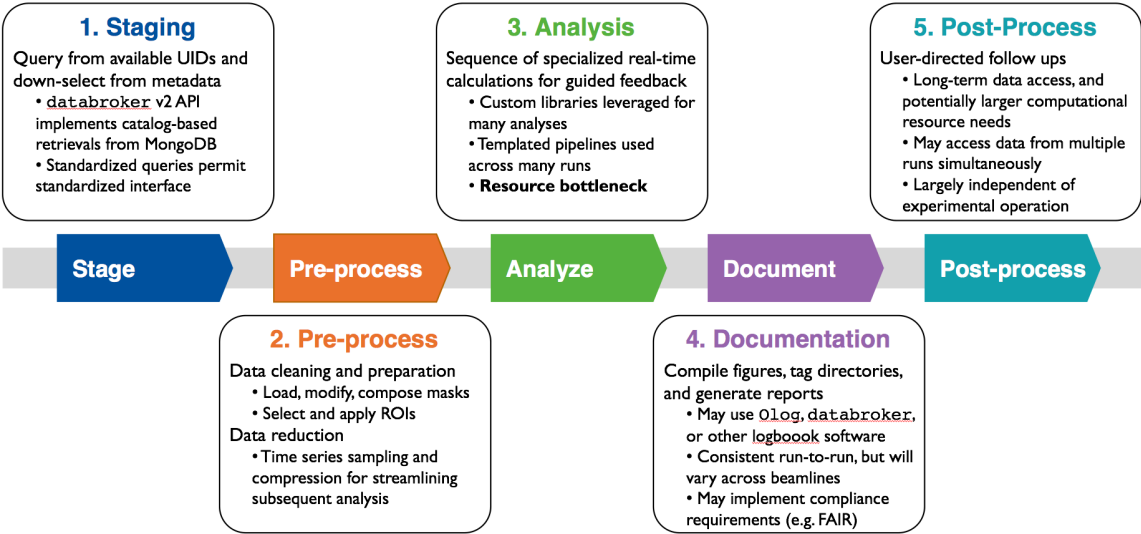 1. Staging
Query from available UIDs and
down-select from metadata
• databroker v2 API
implements catalog-based
retrievals from MongoDB
• Standardized queries permit
standardized interface
3. Analysis
Sequence of specialized real-time
calculations for guided feedback
• Custom libraries leveraged for
many analyses
• Templated pipelines used
across many runs
• Resource bottleneck
5. Post-Process
User-directed follow ups
• Long-term data access, and
potentially larger computational
resource needs
• May access data from multiple
runs simultaneously
• Largely independent of
experimental operation
Stage
Pre-process
Analyze
Document
Post-process
2. Pre-process
Data cleaning and preparation
• Load, modify, compose masks
• Select and apply ROIs
Data reduction
• Time series sampling and
compression for streamlining
subsequent analysis
4. Documentation
Compile figures, tag directories,
and generate reports
• May use Olog, databroker,
or other logboook software
• Consistent run-to-run, but will
vary across beamlines
• May implement compliance
requirements (e.g. FAIR)